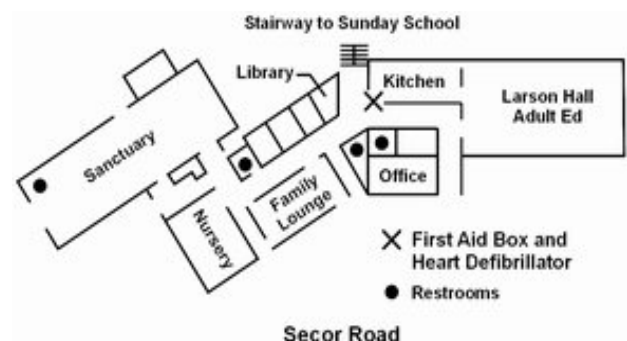 Stairway to Sunday School
Library
Kitchen
Larson Hall
Adult Ed
Sanctuary
Office
Family
Lounge
Nursery
First Aid Box and
Heart Defibrillator
Restrooms
Secor Road